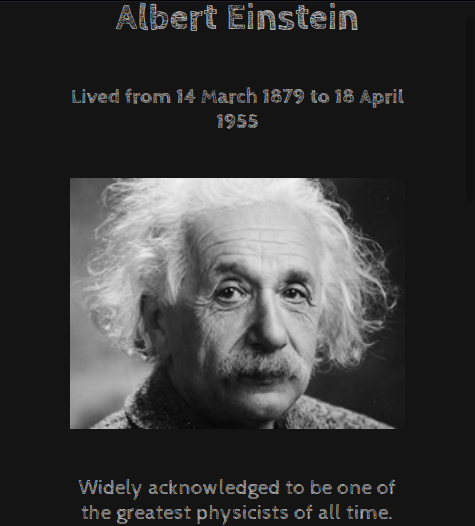 Albert Einstein
Lived from 14 March 1879 to 18 April
1955
Widely acknowledged to be one of
the greatest physicists of all time.